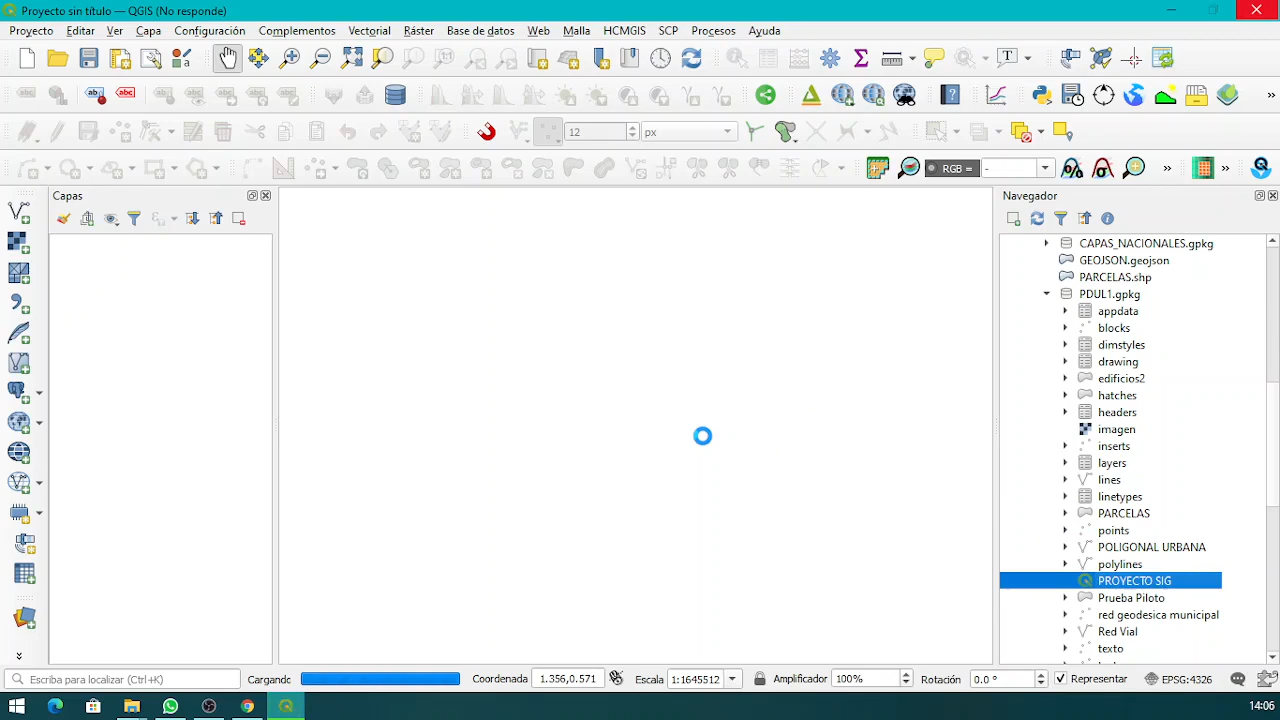 Proyecto sin título — QGIS (No responde)
Proyecto Editar Ver Capa Configuración Complementos Vectorial Ráster Base de datos Web Malla HCMGIS SCP Procesos Ayuda
12 px
RGB = -
Capas
Navegador
CAPAS_NACIONALES.gpkg
GEOJSON.geojson
PARCELAS.shp
PDUL1.gpkg
appdata
blocks
dimstyles
drawing
edificios2
hatches
headers
imagen
inserts
layers
lines
linetypes
PARCELAS
points
POLIGONAL URBANA
polylines
PROYECTO SIG
Prueba Piloto
red geodesica municipal
Red Vial
texto
Escriba para localizar (Ctrl+K) Cargando Coordenada 1.356,0.571 Escala 1:1645512 Amplificador 100% Rotación 0.0 ° Representar EPSG:4326
14:06